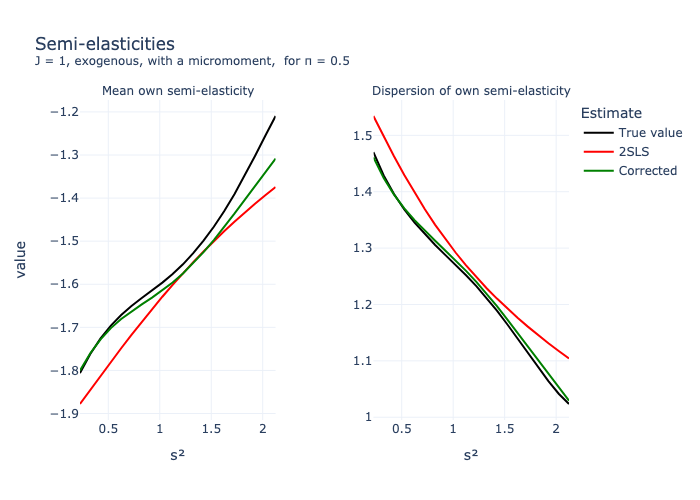 Semi-elasticities
J = 1, exogenous, with a micromoment,  for π = 0.5
Mean own semi-elasticity
Dispersion of own semi-elasticity
Estimate
True value
2SLS
Corrected
value
−1.2
−1.3
−1.4
−1.5
−1.6
−1.7
−1.8
−1.9
0.5
1
1.5
2
s²
1.5
1.4
1.3
1.2
1.1
1
0.5
1
1.5
2
s²